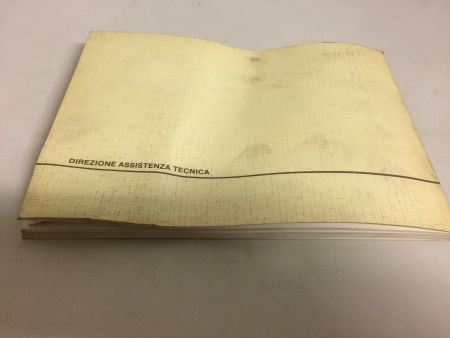 DIREZIONE ASSISTENZA TECNICA